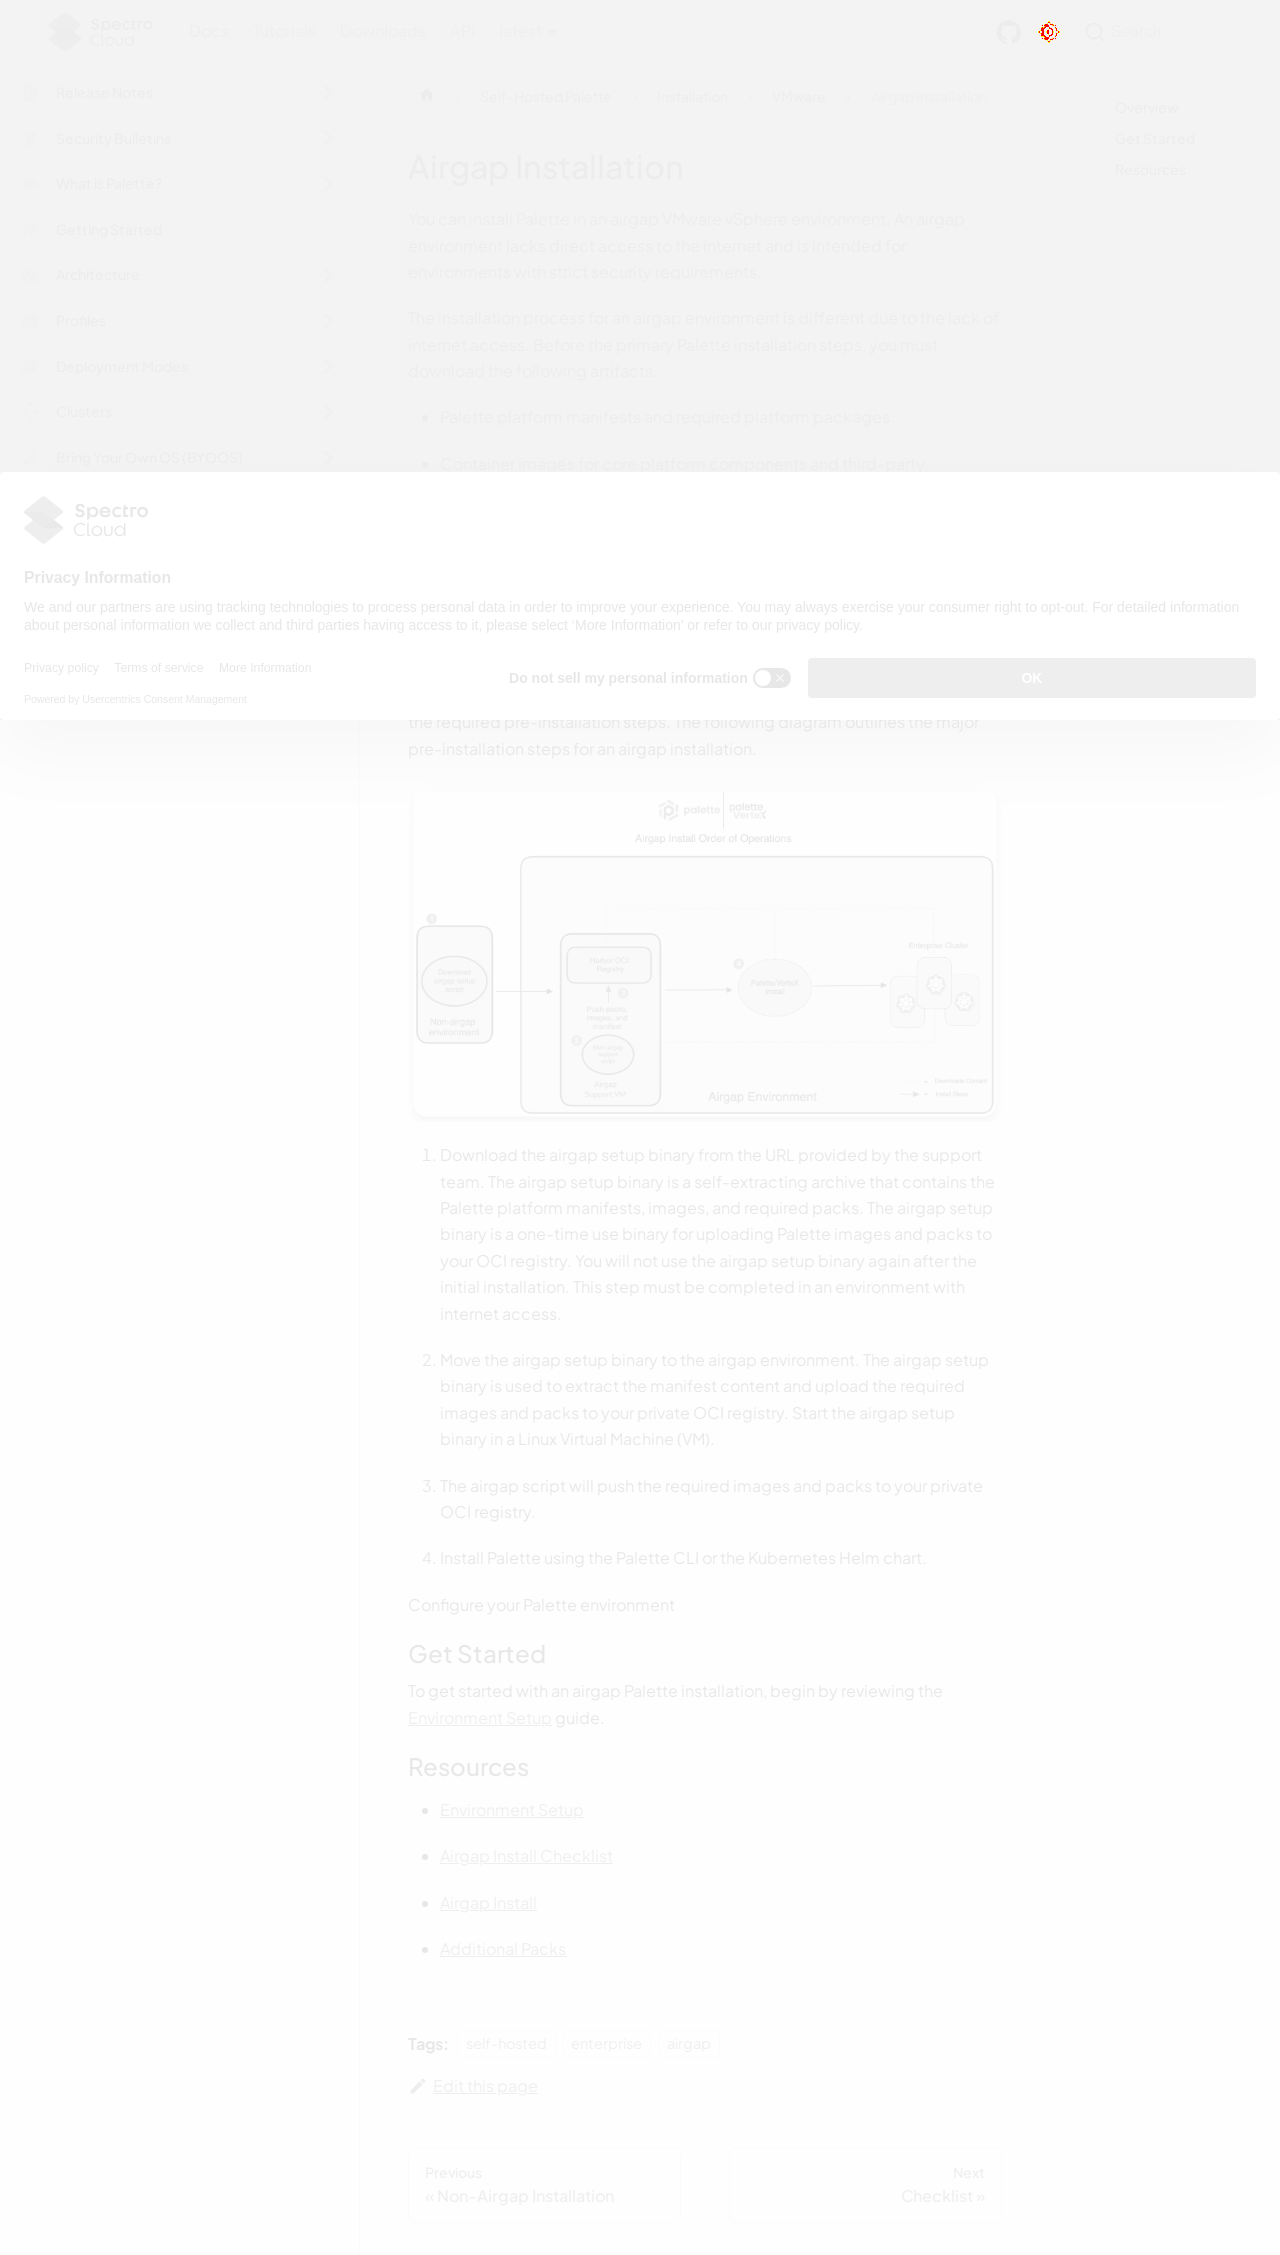 Spectro
Cloud
Docs Tutorials Downloads API latest
Search
Release Notes
Security Bulletins
What is Palette?
Getting Started
Architecture
Profiles
Deployment Modes
Clusters
Bring Your Own OS (BYOOS)
Self-Hosted Palette
Installation
VMware
Airgap Installation
Overview
Get Started
Resources
Airgap Installation
You can install Palette in an airgap VMware vSphere environment. An airgap
environment lacks direct access to the internet and is intended for
environments with strict security requirements.
The installation process for an airgap environment is different due to the lack of
internet access. Before the primary Palette installation steps, you must
download the following artifacts.
Palette platform manifests and required platform packages.
Container images for core platform components and third-party
Spectro
Cloud
Privacy Information
We and our partners are using tracking technologies to process personal data in order to improve your experience. You may always exercise your consumer right to opt-out. For detailed information
about personal information we collect and third parties having access to it, please select 'More Information' or refer to our privacy policy.
Privacy policy Terms of service More Information
Do not sell my personal information
OK
Powered by Usercentrics Consent Management
the required pre-installation steps. The following diagram outlines the major
pre-installation steps for an airgap installation.
palette palette
VerteX
Airgap Install Order of Operations
1
Download
airgap setup
script
Non-airgap
environment
Harbor OCI
Registry
3
Push packs,
images, and
manifest
2
Airgap
Support VM
4
Palette/VerteX
Install
Enterprise Cluster
Airgap Environment
1. Download the airgap setup binary from the URL provided by the support
team. The airgap setup binary is a self-extracting archive that contains the
Palette platform manifests, images, and required packs. The airgap setup
binary is a one-time use binary for uploading Palette images and packs to
your OCI registry. You will not use the airgap setup binary again after the
initial installation. This step must be completed in an environment with
internet access.
2. Move the airgap setup binary to the airgap environment. The airgap setup
binary is used to extract the manifest content and upload the required
images and packs to your private OCI registry. Start the airgap setup
binary in a Linux Virtual Machine (VM).
3. The airgap script will push the required images and packs to your private
OCI registry.
4. Install Palette using the Palette CLI or the Kubernetes Helm chart.
Configure your Palette environment
Get Started
To get started with an airgap Palette installation, begin by reviewing the
Environment Setup guide.
Resources
Environment Setup
Airgap Install Checklist
Airgap Install
Additional Packs
Tags: self-hosted enterprise airgap
Edit this page
Previous
« Non-Airgap Installation
Next
Checklist »